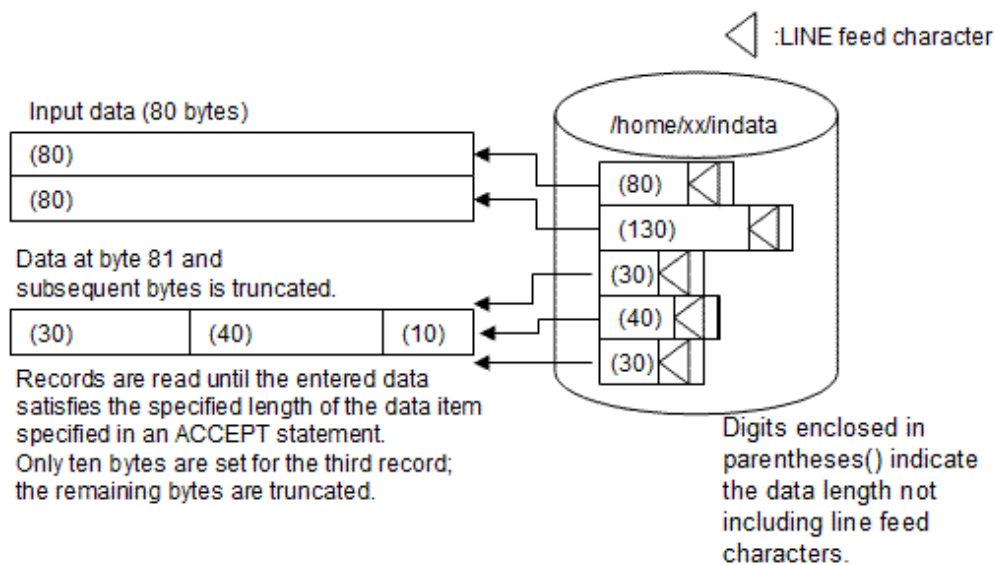 :LINE feed character
Input data (80 bytes)
/home/xx/indata
(80)
(80)
(80)
(130)
Data at byte 81 and
subsequent bytes is truncated.
(30)
(40)
(30)
(30) (40) (10)
Records are read until the entered data
satisfies the specified length of the data item
specified in an ACCEPT statement.
Only ten bytes are set for the third record;
the remaining bytes are truncated.
Digits enclosed in
parentheses() indicate
the data length not
including line feed
characters.